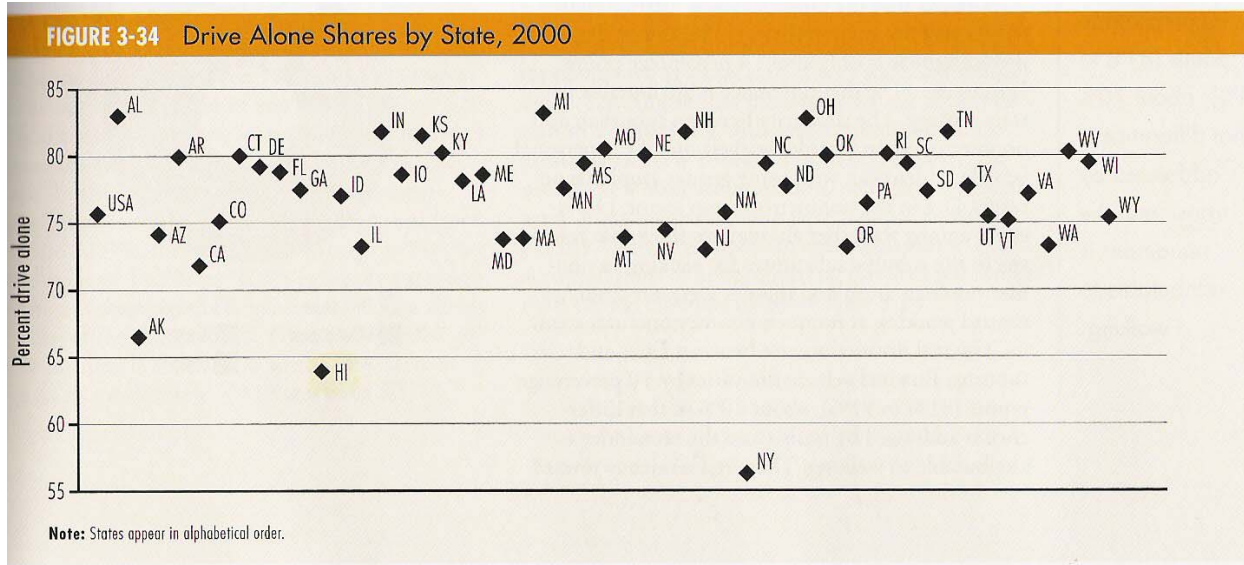 FIGURE 3-34 Drive Alone Shares by State, 2000
Percent drive alone
85
80
75
70
65
60
55
USA
AL
AK
AZ
AR
CA
CO
CT
DE
FL
GA
HI
ID
IL
IN
IO
KS
KY
LA
ME
MD
MA
MI
MN
MS
MO
MT
NE
NV
NH
NJ
NM
NY
NC
ND
OH
OK
OR
PA
RI
SC
SD
TN
TX
UT
VT
VA
WA
WV
WI
WY
Note: States appear in alphabetical order.